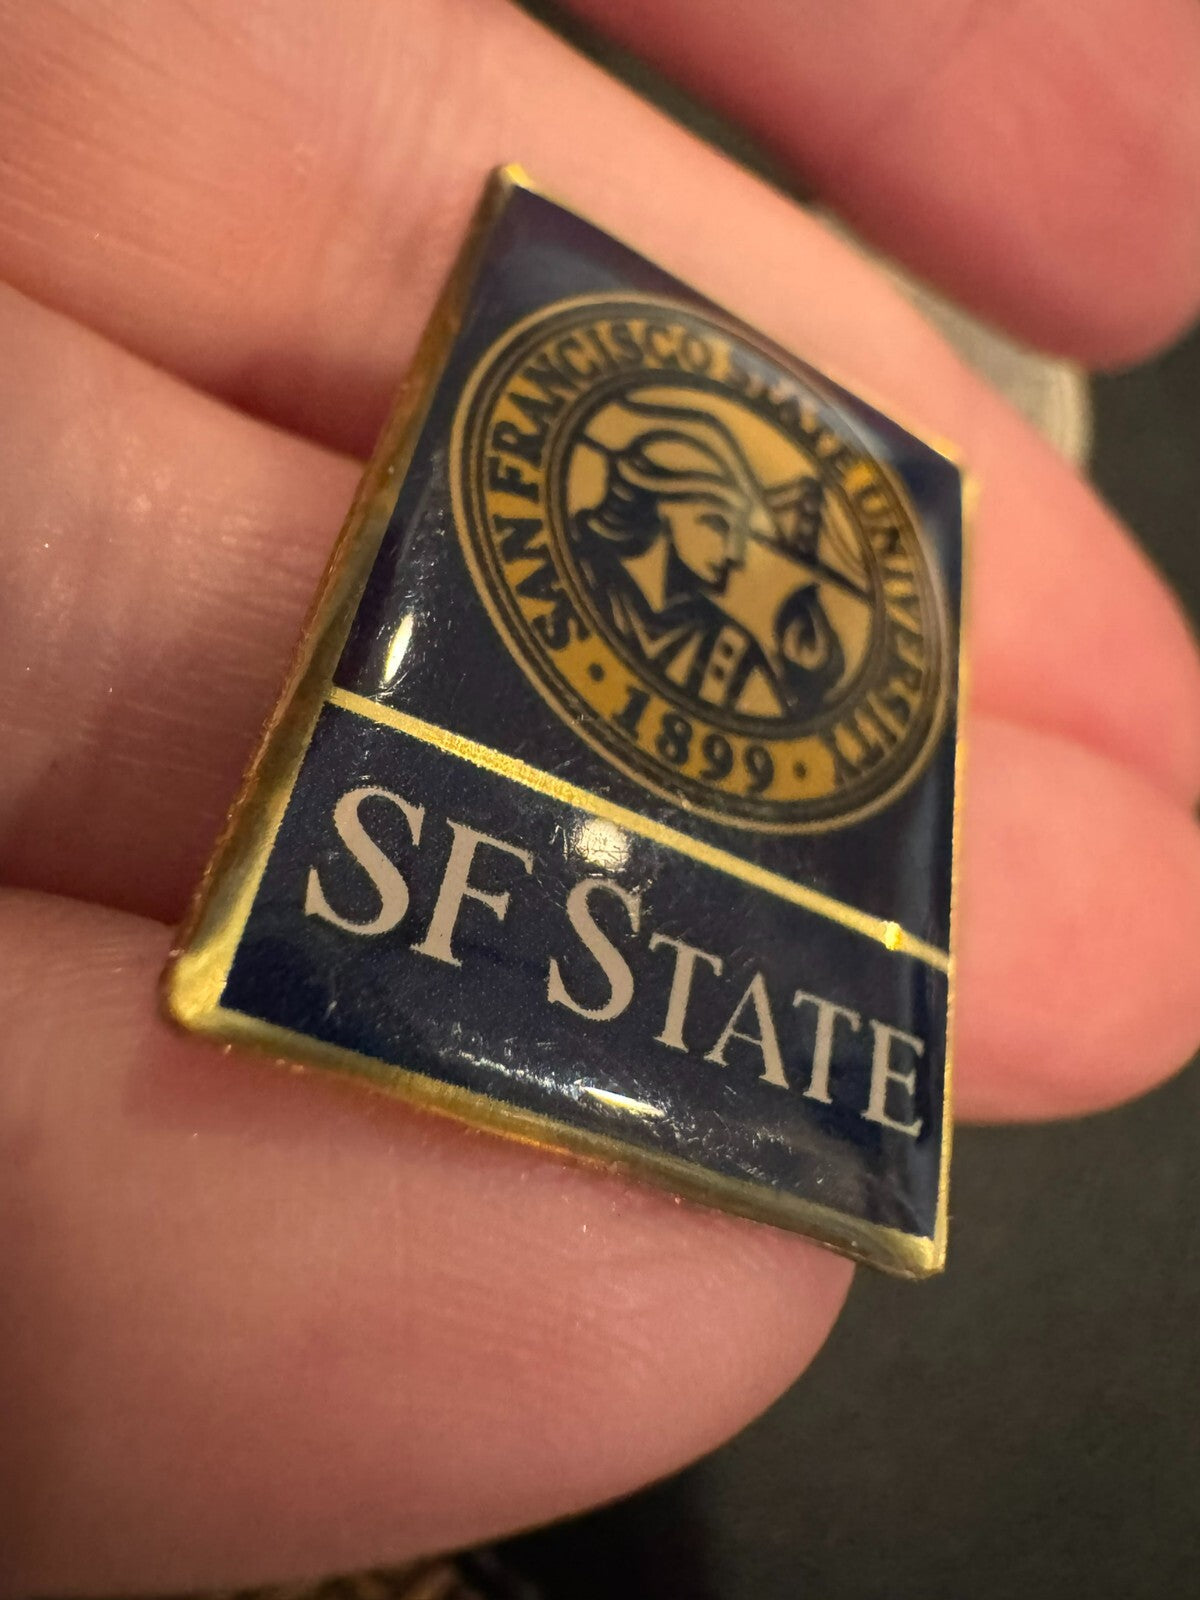 SAN FRANCISCO STATE UNIVERSITY
· 1899 ·
SF STATE